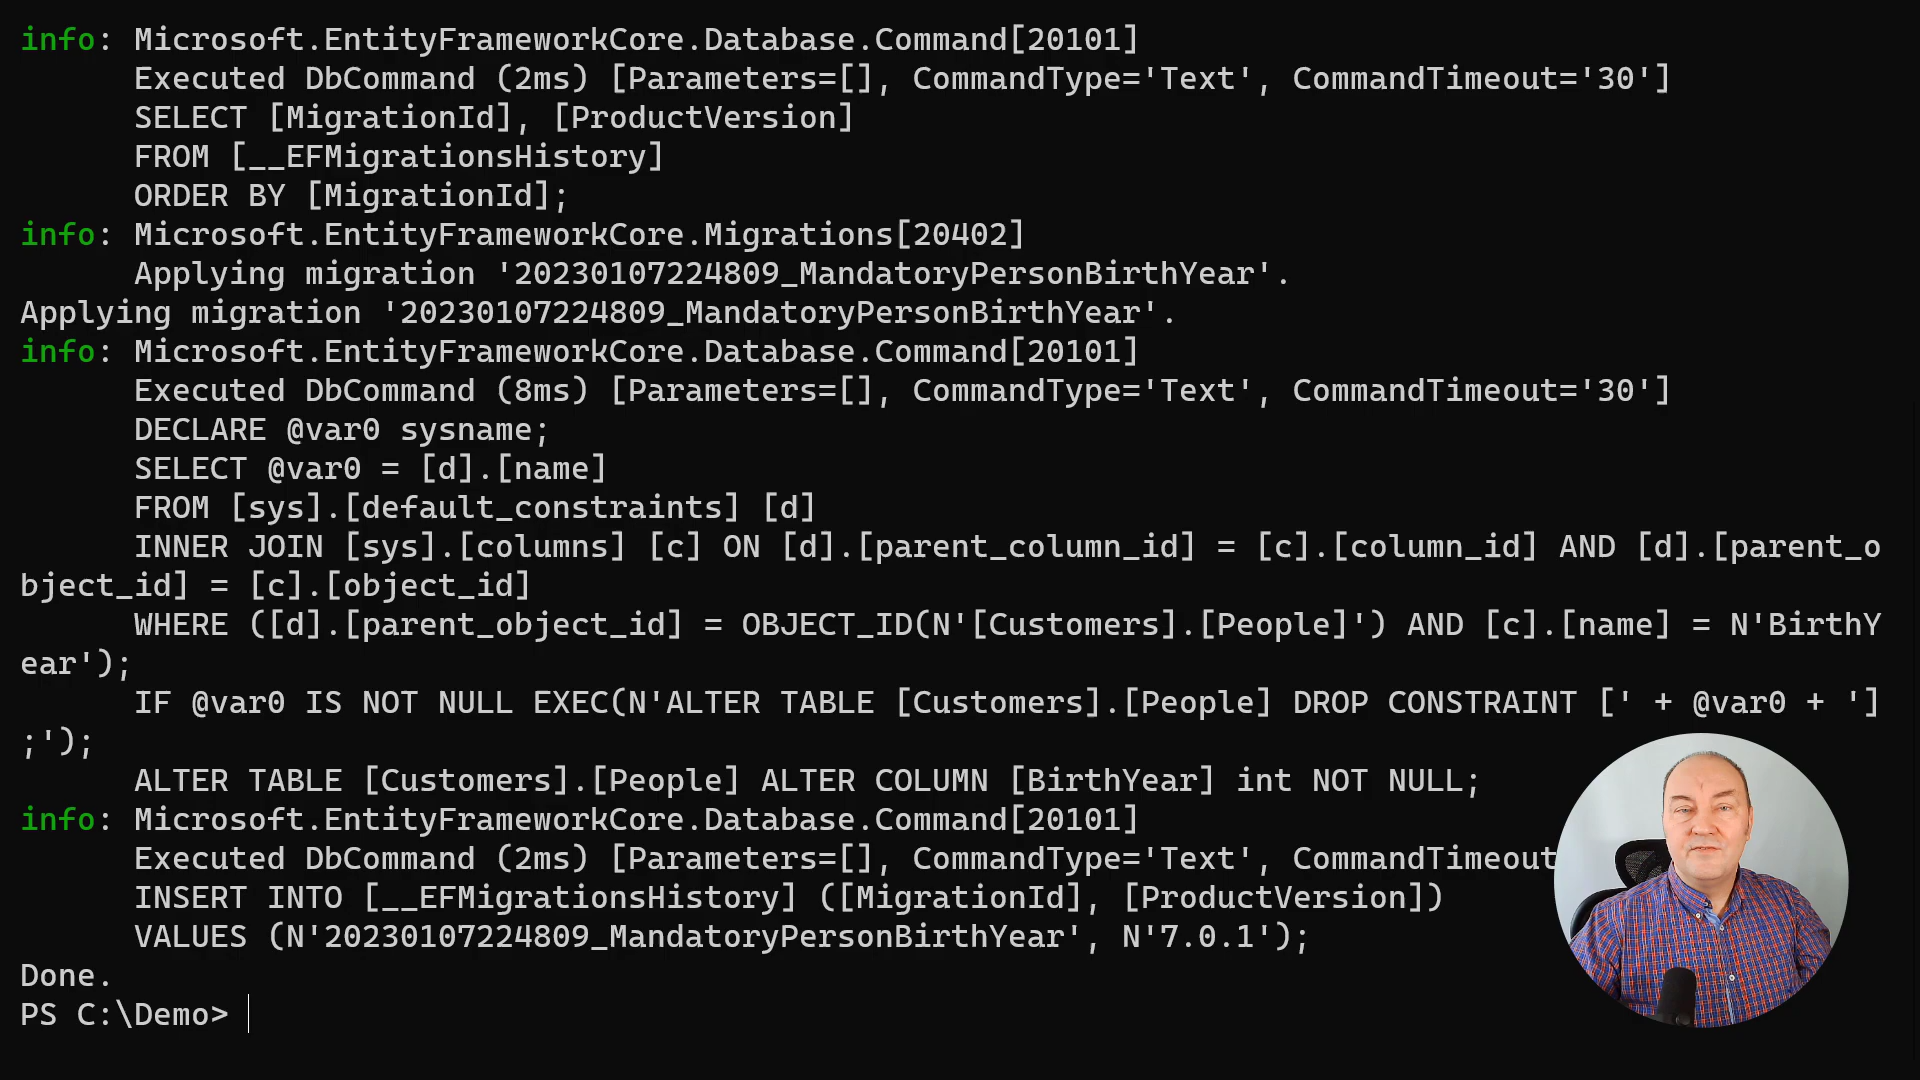 info: Microsoft.EntityFrameworkCore.Database.Command[20101]
Executed DbCommand (2ms) [Parameters=[], CommandType='Text', CommandTimeout='30']
SELECT [MigrationId], [ProductVersion]
FROM [__EFMigrationsHistory]
ORDER BY [MigrationId];
info: Microsoft.EntityFrameworkCore.Migrations[20402]
Applying migration '20230107224809_MandatoryPersonBirthYear'.
Applying migration '20230107224809_MandatoryPersonBirthYear'.
info: Microsoft.EntityFrameworkCore.Database.Command[20101]
Executed DbCommand (8ms) [Parameters=[], CommandType='Text', CommandTimeout='30']
DECLARE @var0 sysname;
SELECT @var0 = [d].[name]
FROM [sys].[default_constraints] [d]
INNER JOIN [sys].[columns] [c] ON [d].[parent_column_id] = [c].[column_id] AND [d].[parent_o
bject_id] = [c].[object_id]
WHERE ([d].[parent_object_id] = OBJECT_ID(N'[Customers].[People]') AND [c].[name] = N'BirthY
ear');
IF @var0 IS NOT NULL EXEC(N'ALTER TABLE [Customers].[People] DROP CONSTRAINT [' + @var0 + ']
;');
ALTER TABLE [Customers].[People] ALTER COLUMN [BirthYear] int NOT NULL;
info: Microsoft.EntityFrameworkCore.Database.Command[20101]
Executed DbCommand (2ms) [Parameters=[], CommandType='Text', CommandTimeout
INSERT INTO [__EFMigrationsHistory] ([MigrationId], [ProductVersion])
VALUES (N'20230107224809_MandatoryPersonBirthYear', N'7.0.1');
Done.
PS C:\Demo>